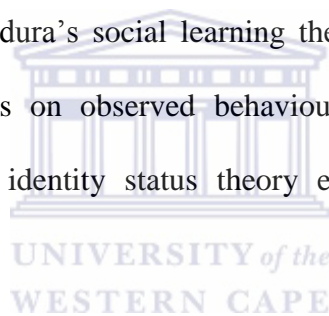 dura’s social learning the
s on observed behaviou
identity status theory e
UNIVERSITY of the
WESTERN CAPE